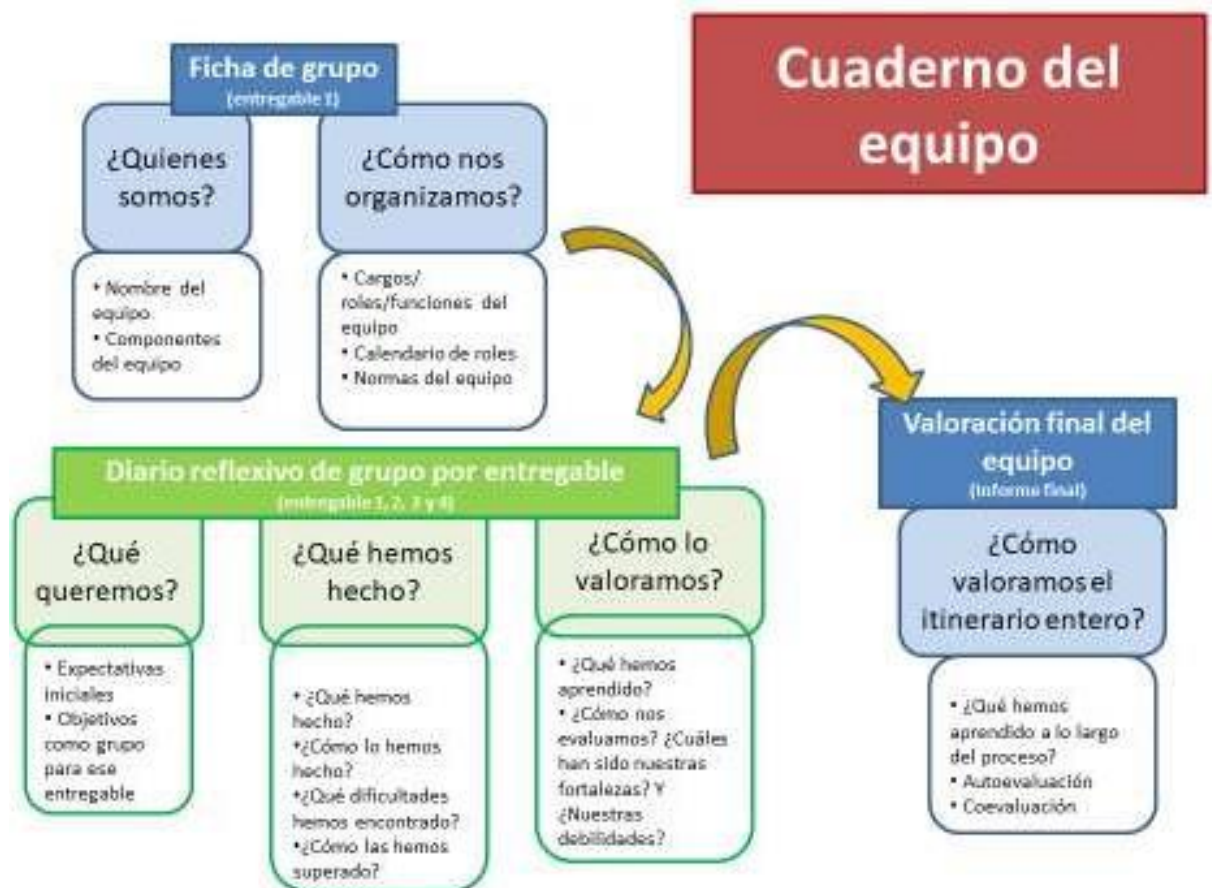 Cuaderno del
equipo
Ficha de grupo
(entregable 1)
¿Quienes
somos?
• Nombre del
equipo
• Componentes
del equipo
¿Cómo nos
organizamos?
• Cargos/
roles/funciones del
equipo
• Calendario de roles
• Normas del equipo
Diario reflexivo de grupo por entregable
(entregable 1, 2, 3 y 4)
¿Qué
queremos?
• Expectativas
iniciales
• Objetivos
como grupo
para ese
entregable
¿Qué hemos
hecho?
• ¿Qué hemos
hecho?
•¿Cómo lo hemos
hecho?
•¿Qué dificultades
hemos encontrado?
•¿Cómo las hemos
superado?
¿Cómo lo
valoramos?
• ¿Qué hemos
aprendido?
• ¿Cómo nos
evaluamos? ¿Cuáles
han sido nuestras
fortalezas? Y
¿Nuestras
debilidades?
Valoración final del
equipo
(Informe final)
¿Cómo
valoramos el
itinerario entero?
• ¿Qué hemos
aprendido a lo largo
del proceso?
• Autoevaluación
• Coevaluación